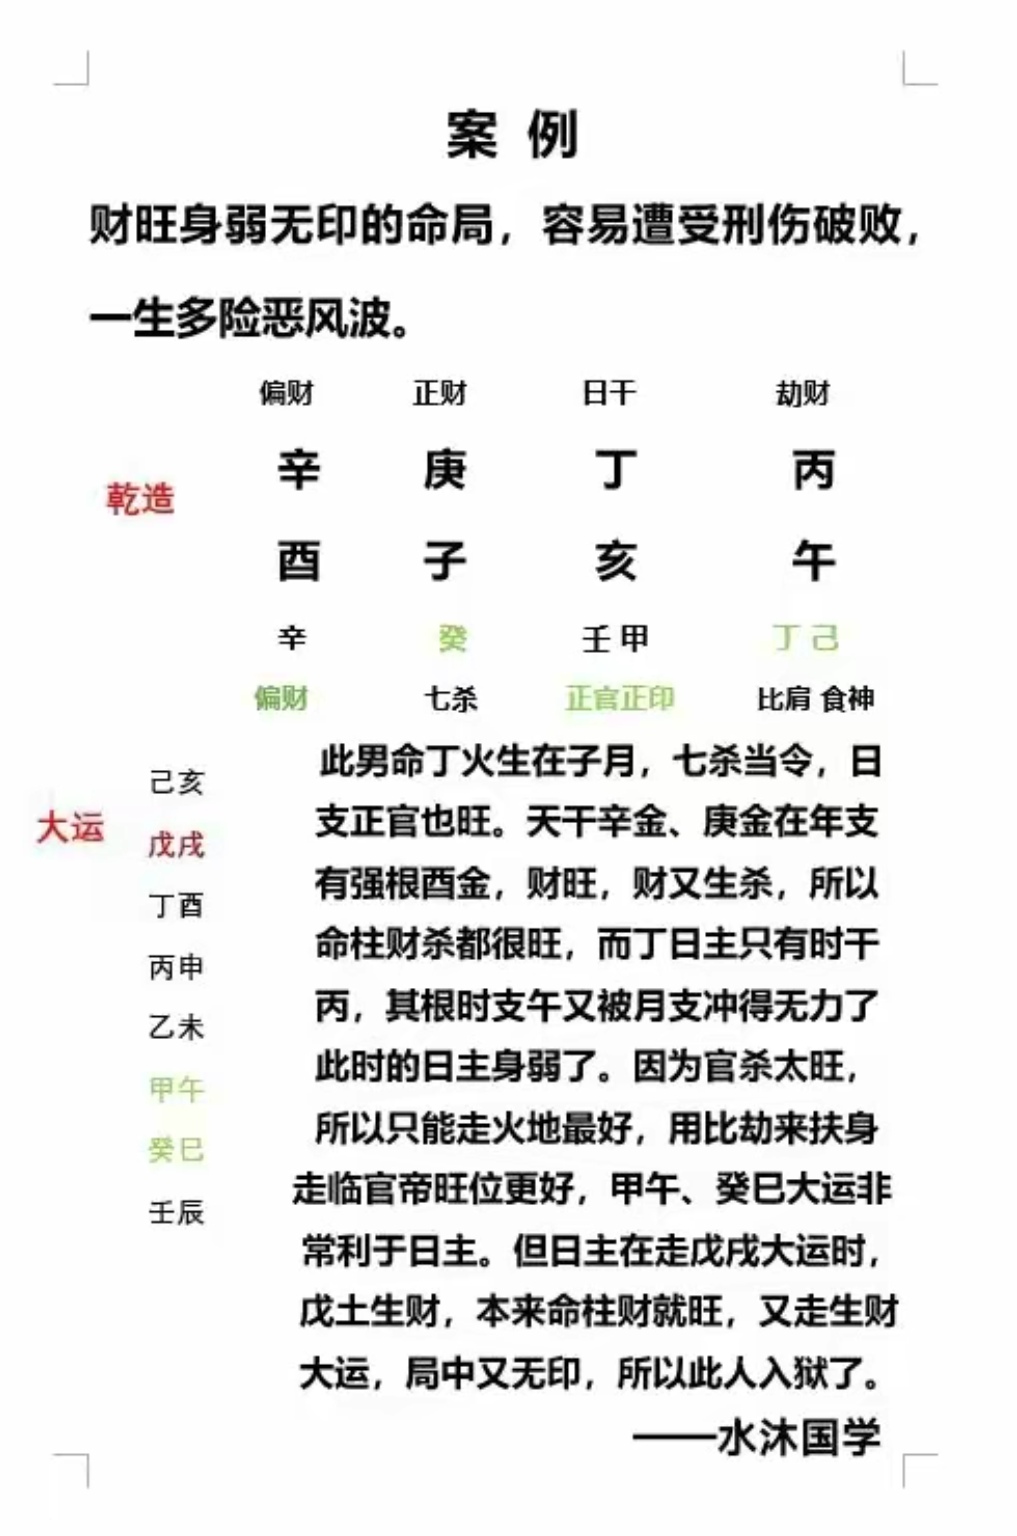 案 例
财旺身弱无印的命局，容易遭受刑伤破败，
一生多险恶风波。
偏财 正财 日干 劫财
乾造 辛 庚 丁 丙
酉 子 亥 午
辛 癸 壬 甲 丁 己
偏财 七杀 正官正印 比肩 食神
大运
己亥
戊戌
丁酉
丙申
乙未
甲午
癸巳
壬辰
此男命丁火生在子月，七杀当令，日
支正官也旺。天干辛金、庚金在年支
有强根酉金，财旺，财又生杀，所以
命柱财杀都很旺，而丁日主只有时干
丙，其根时支午又被月支冲得无力了
此时的日主身弱了。因为官杀太旺，
所以只能走火地最好，用比劫来扶身
走临官帝旺位更好，甲午、癸巳大运非
常利于日主。但日主在走戊戌大运时，
戊土生财，本来命柱财就旺，又走生财
大运，局中又无印，所以此人入狱了。
——水沐国学